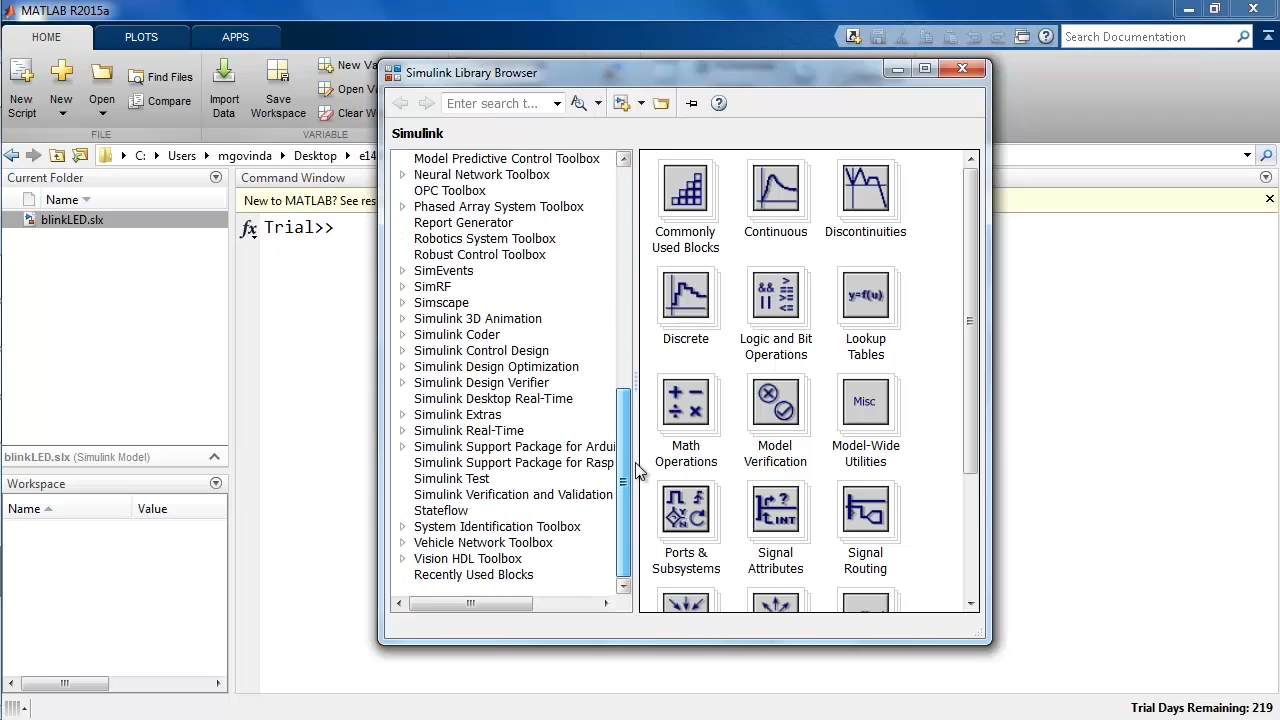 MATLAB R2015a
HOME
PLOTS
APPS
Search Documentation
New Script
New
Open
Find Files
Compare
Import Data
Save Workspace
New Va
Open V
Clear W
FILE
VARIABLE
C:
Users
mgovinda
Desktop
e14
Current Folder
Name
blinkLED.slx
blinkLED.slx (Simulink Model)
Workspace
Name
Value
Command Window
New to MATLAB? See res
fx Trial>>
Simulink Library Browser
Enter search t...
Simulink
Model Predictive Control Toolbox
Neural Network Toolbox
OPC Toolbox
Phased Array System Toolbox
Report Generator
Robotics System Toolbox
Robust Control Toolbox
SimEvents
SimRF
Simscape
Simulink 3D Animation
Simulink Coder
Simulink Control Design
Simulink Design Optimization
Simulink Design Verifier
Simulink Desktop Real-Time
Simulink Extras
Simulink Real-Time
Simulink Support Package for Ardui
Simulink Support Package for Rasp
Simulink Test
Simulink Verification and Validation
Stateflow
System Identification Toolbox
Vehicle Network Toolbox
Vision HDL Toolbox
Recently Used Blocks
Commonly Used Blocks
Continuous
Discontinuities
&& > || >= <=
y=f(u)
Discrete
Logic and Bit Operations
Lookup Tables
+ − ÷ ×
Misc
Math Operations
Model Verification
Model-Wide Utilities
? INT
Ports & Subsystems
Signal Attributes
Signal Routing
Trial Days Remaining: 219